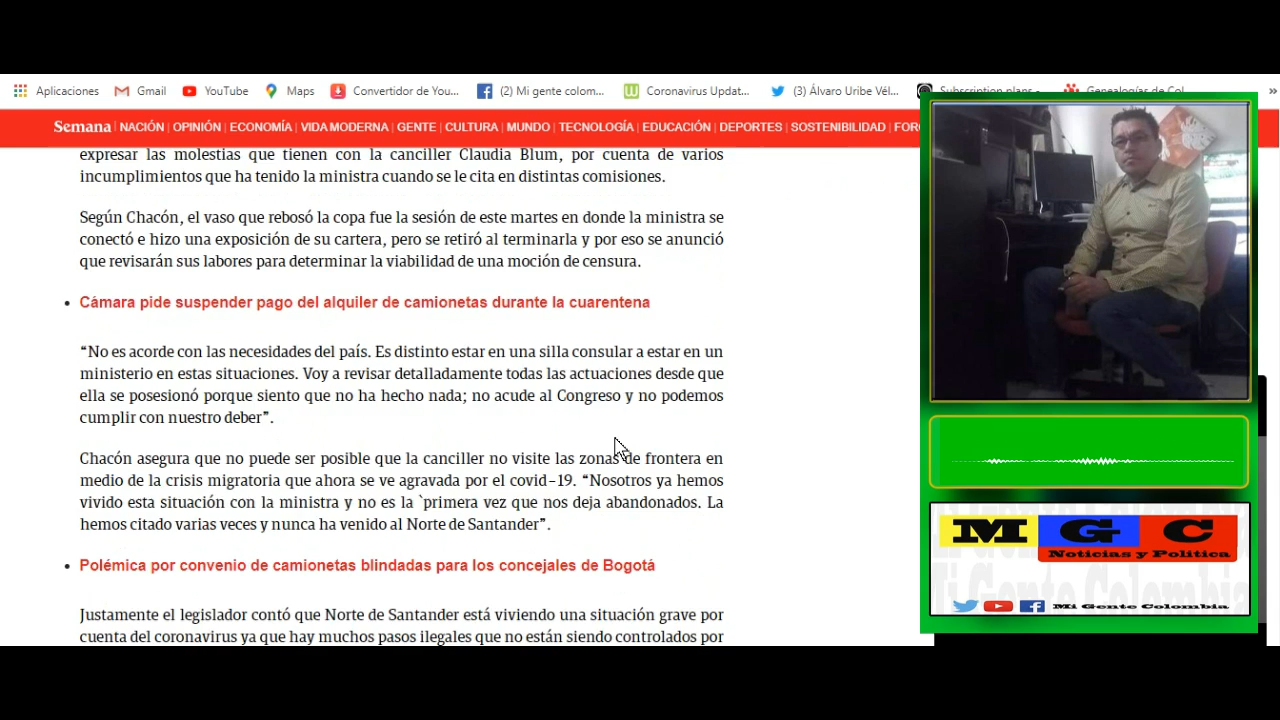 Aplicaciones Gmail YouTube Maps Convertidor de You... (2) Mi gente colom... Coronavirus Updat... (3) Álvaro Uribe Vél... Subscription plans - Genealogías de Col »
Semana NACIÓN | OPINIÓN | ECONOMÍA | VIDA MODERNA | GENTE | CULTURA | MUNDO | TECNOLOGÍA | EDUCACIÓN | DEPORTES | SOSTENIBILIDAD | FORO
expresar las molestias que tienen con la canciller Claudia Blum, por cuenta de varios
incumplimientos que ha tenido la ministra cuando se le cita en distintas comisiones.
Según Chacón, el vaso que rebosó la copa fue la sesión de este martes en donde la ministra se
conectó e hizo una exposición de su cartera, pero se retiró al terminarla y por eso se anunció
que revisarán sus labores para determinar la viabilidad de una moción de censura.
• Cámara pide suspender pago del alquiler de camionetas durante la cuarentena
“No es acorde con las necesidades del país. Es distinto estar en una silla consular a estar en un
ministerio en estas situaciones. Voy a revisar detalladamente todas las actuaciones desde que
ella se posesionó porque siento que no ha hecho nada; no acude al Congreso y no podemos
cumplir con nuestro deber”.
Chacón asegura que no puede ser posible que la canciller no visite las zonas de frontera en
medio de la crisis migratoria que ahora se ve agravada por el covid-19. “Nosotros ya hemos
vivido esta situación con la ministra y no es la `primera vez que nos deja abandonados. La
hemos citado varias veces y nunca ha venido al Norte de Santander”.
• Polémica por convenio de camionetas blindadas para los concejales de Bogotá
Justamente el legislador contó que Norte de Santander está viviendo una situación grave por
cuenta del coronavirus ya que hay muchos pasos ilegales que no están siendo controlados por
M G C
Noticias y Politica
Mi Gente Colombia